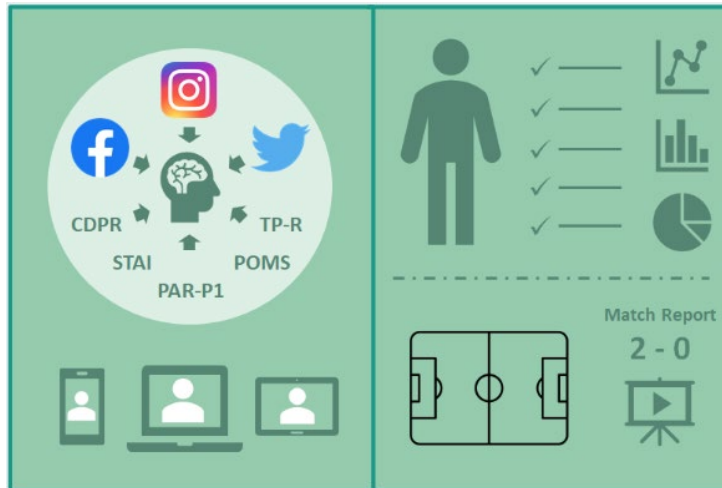 CDPR
TP-R
STAI
POMS
PAR-P1
Match Report
2 - 0